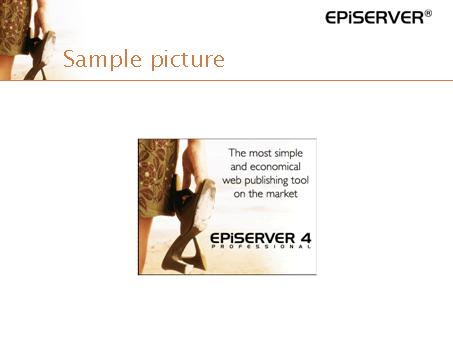 EPiSERVER®
Sample picture
The most simple
and economical
web publishing tool
on the market
EPiSERVER 4
PROFESSIONAL